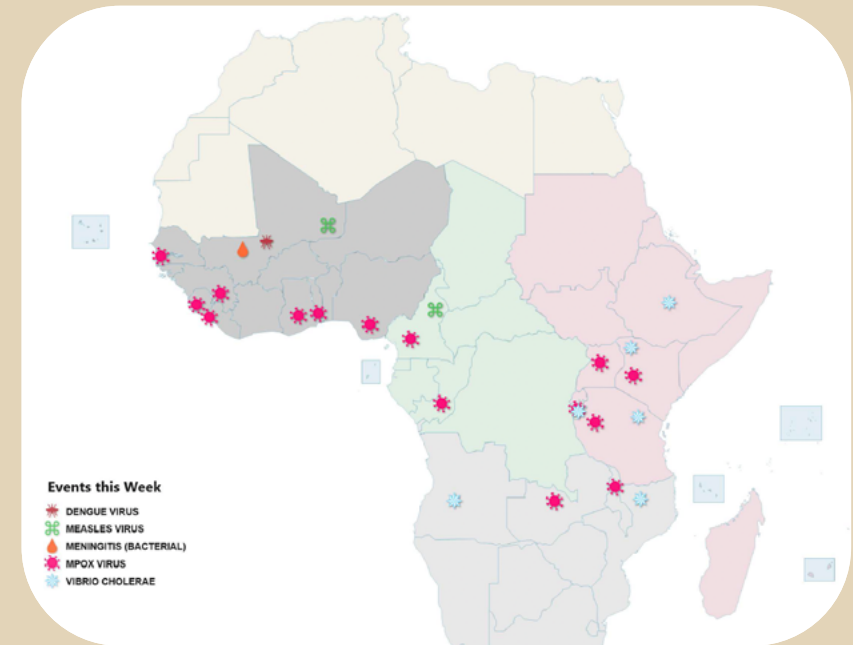 Events this Week
DENGUE VIRUS
MEASLES VIRUS
MENINGITIS (BACTERIAL)
MPOX VIRUS
VIBRIO CHOLERAE